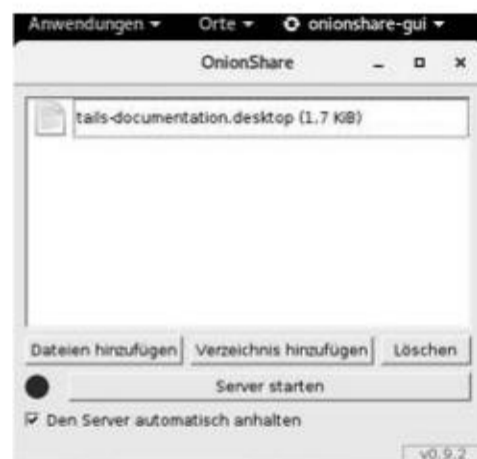 Anwendungen Orte onionshare-gui
OnionShare
tails-documentation.desktop (1,7 KiB)
Dateien hinzufügen Verzeichnis hinzufügen Löschen
Server starten
Den Server automatisch anhalten
v0.9.2